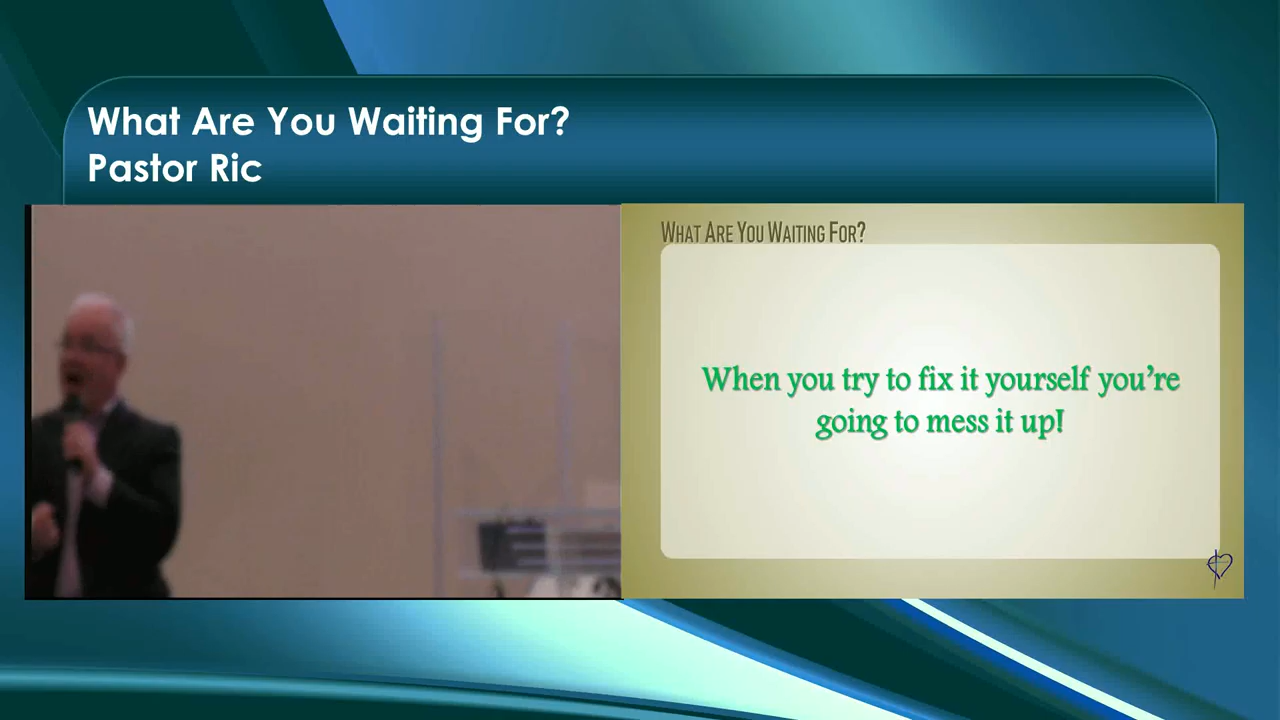 What Are You Waiting For?
Pastor Ric
What Are You Waiting For?
When you try to fix it yourself you’re
going to mess it up!